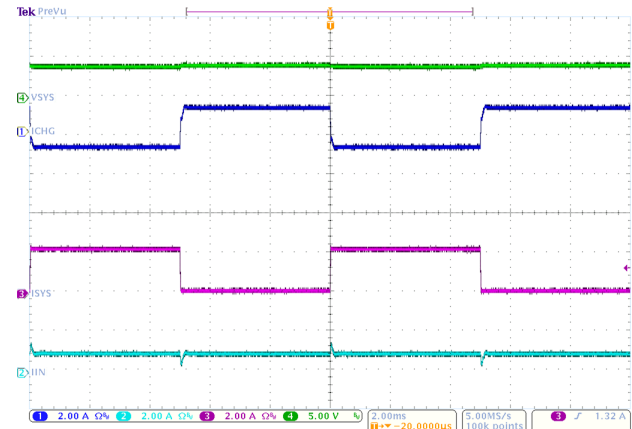 Tek PreVu
T
4 VSYS
1 ICHG
3 ISYS
2 IIN
1 2.00 A Ω 2 2.00 A Ω 3 2.00 A Ω 4 5.00 V
2.00ms
T → ▼ −20.0000µs
5.00MS/s
100k points
3 1.32 A